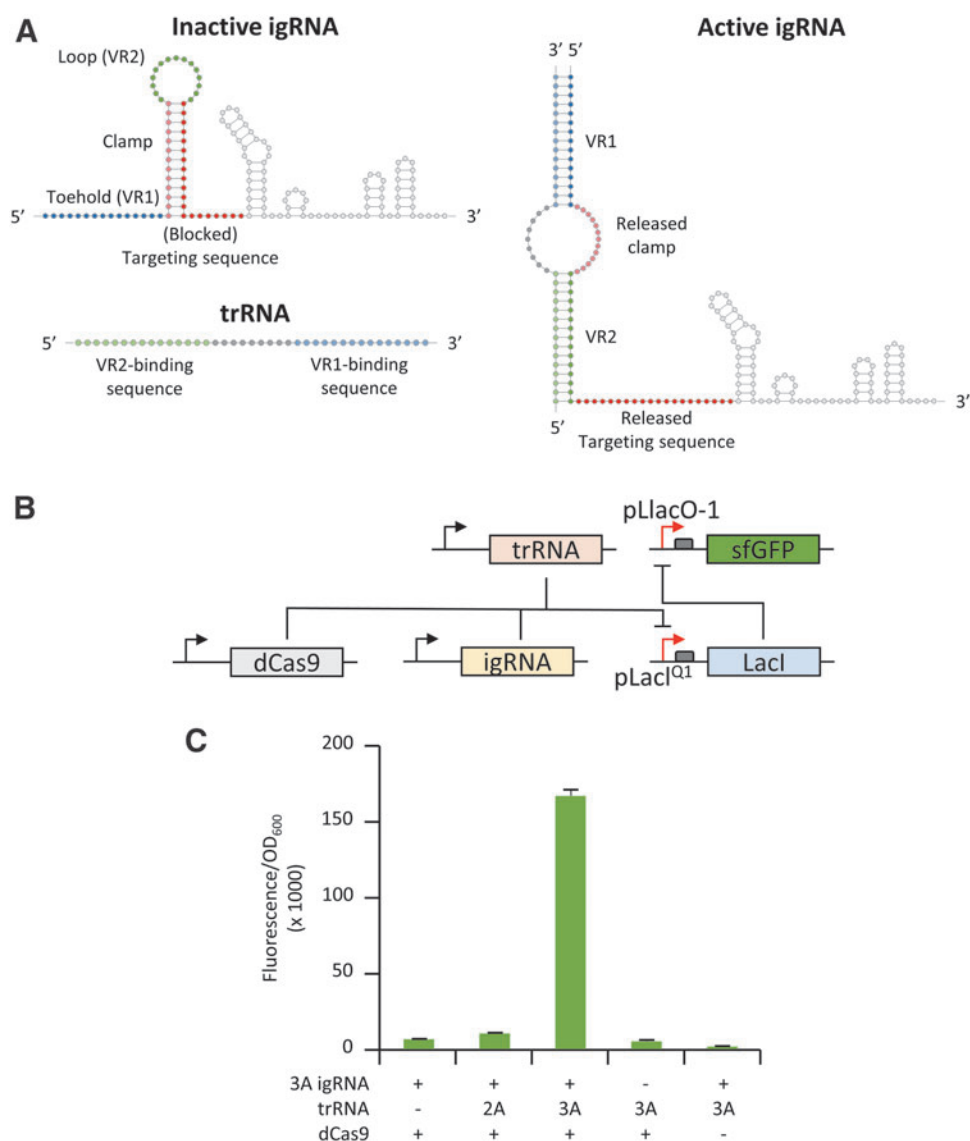 A
Inactive igRNA
Active igRNA
Loop (VR2)
Clamp
Toehold (VR1)
5’
3’
(Blocked)
Targeting sequence
trRNA
5’
3’
VR2-binding
sequence
VR1-binding
sequence
3’ 5’
VR1
Released
clamp
VR2
5’
3’
Released
Targeting sequence
B
pLlacO-1
trRNA
sfGFP
dCas9
igRNA
pLacI^Q1
LacI
C
Fluorescence/OD600
(x 1000)
200
150
100
50
0
3A igRNA + + + - +
trRNA - 2A 3A 3A 3A
dCas9 + + + + -